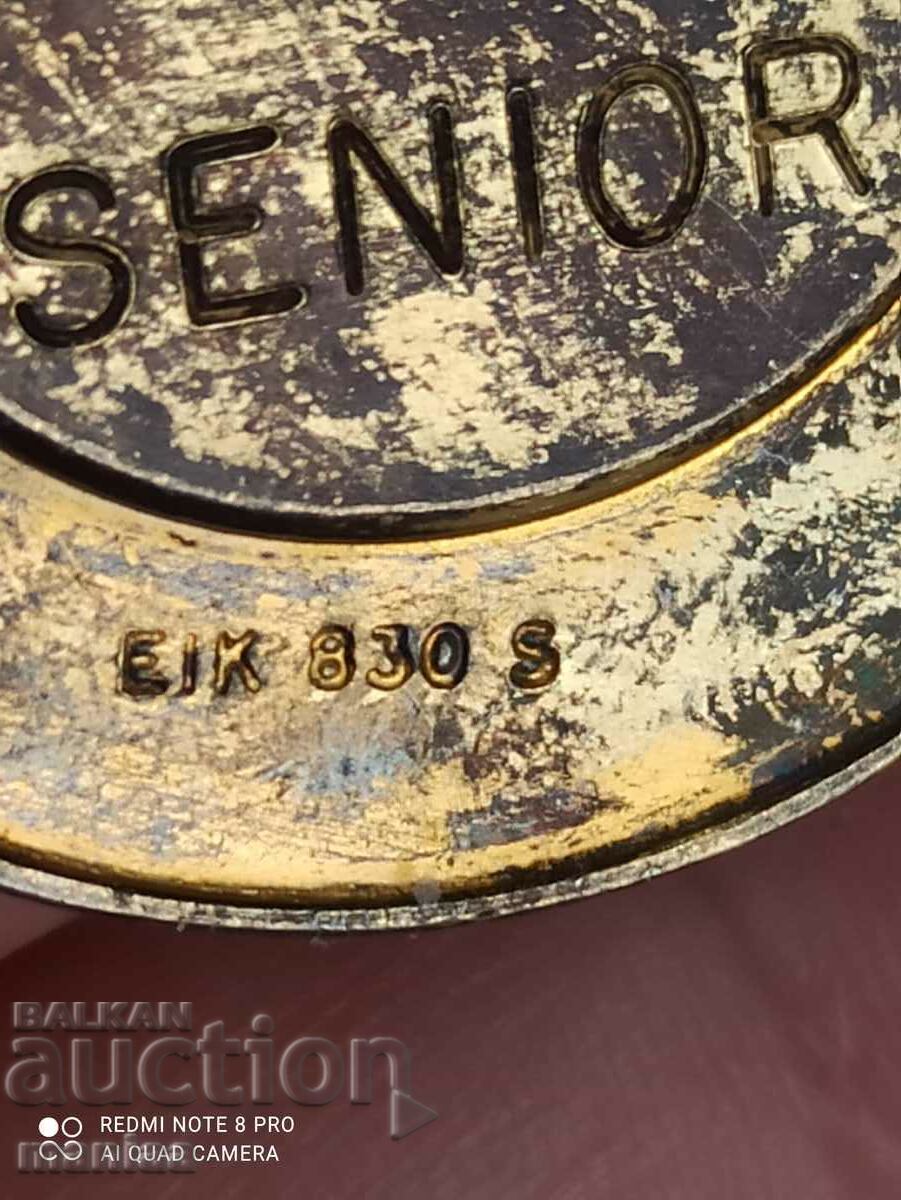 SENIOR
EIK 830 S
BALKAN
auction
REDMI NOTE 8 PRO
AI QUAD CAMERA